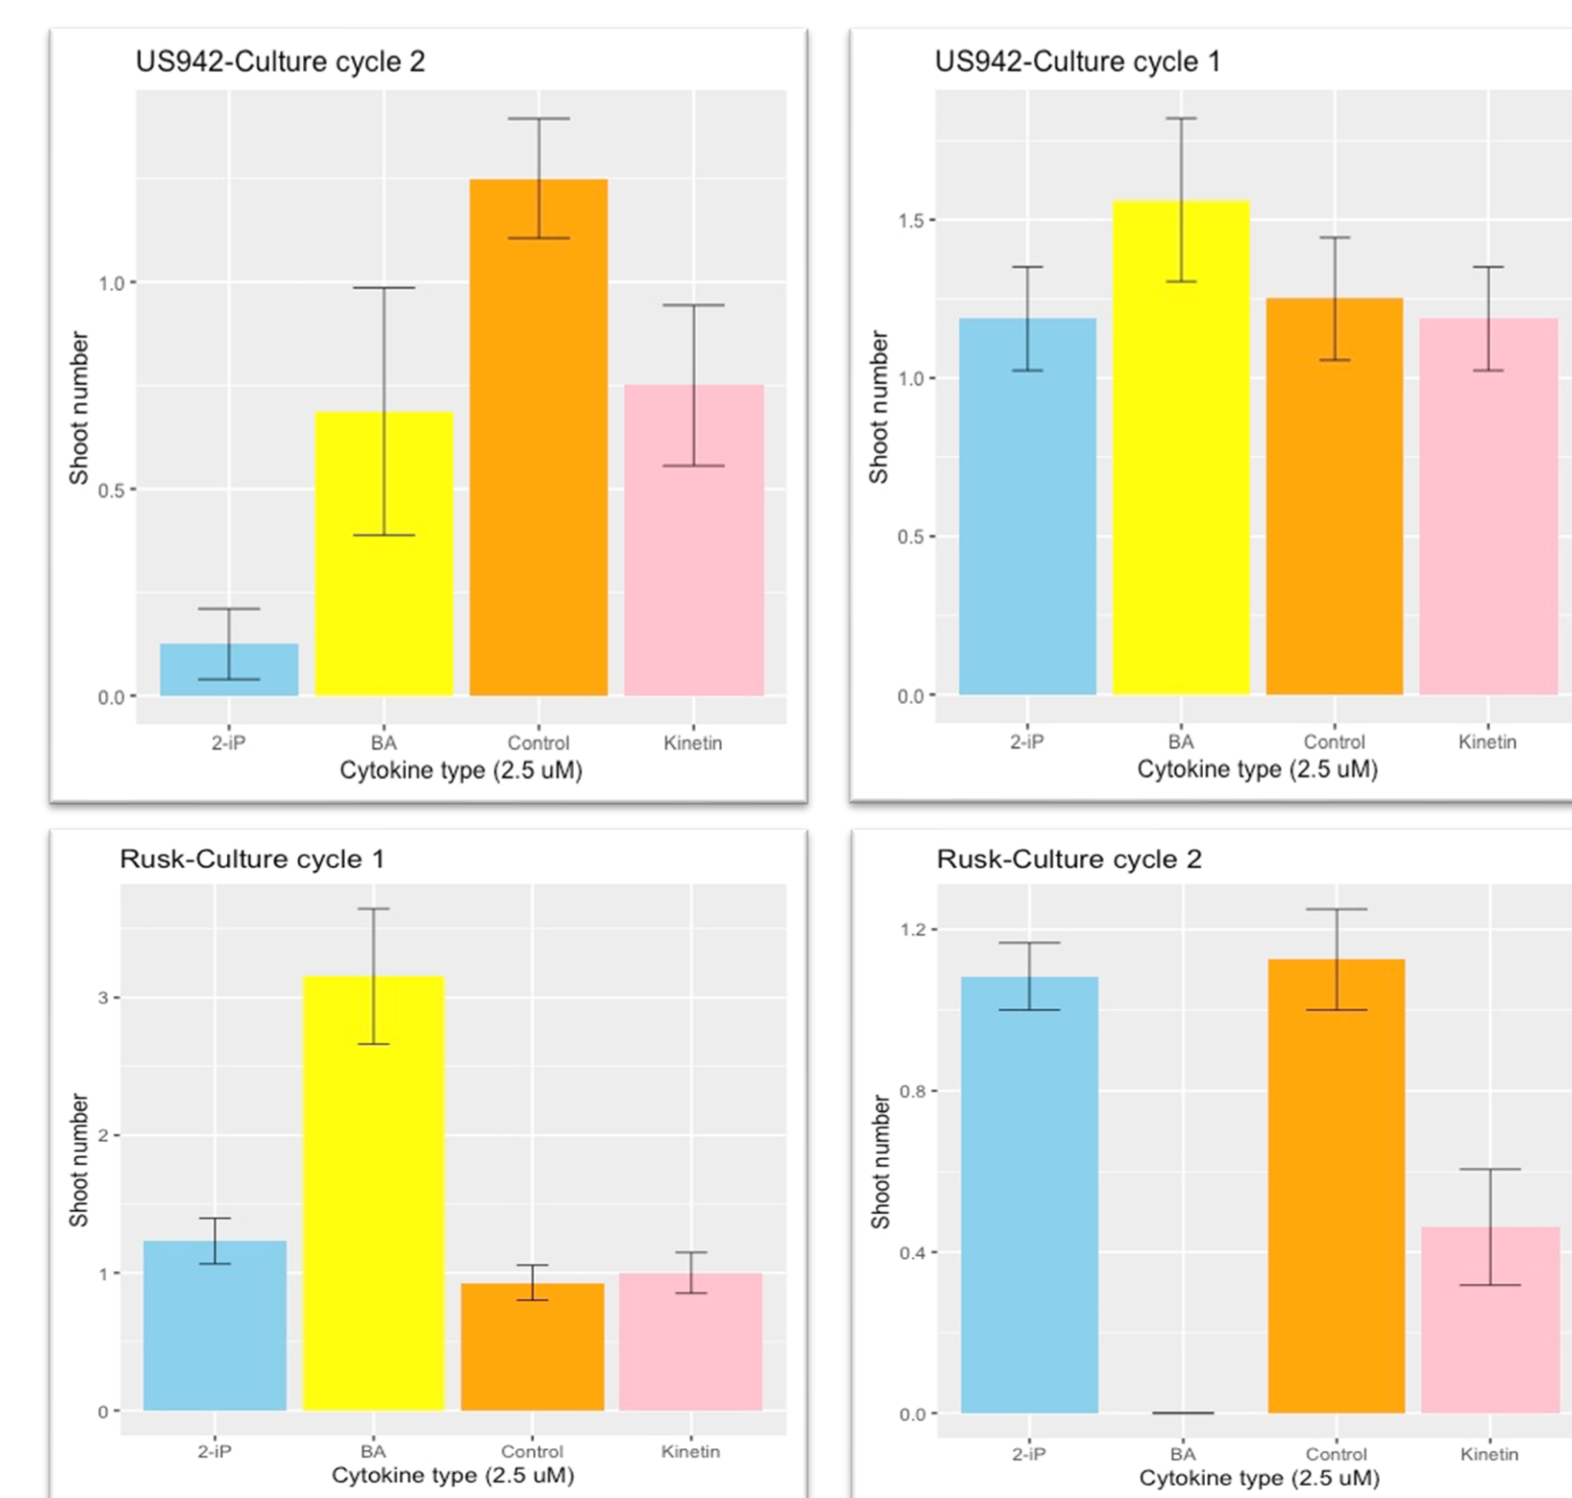 US942-Culture cycle 2
Shoot number
1.0
0.5
0.0
2-iP BA Control Kinetin
Cytokine type (2.5 uM)
US942-Culture cycle 1
Shoot number
1.5
1.0
0.5
0.0
2-iP BA Control Kinetin
Cytokine type (2.5 uM)
Rusk-Culture cycle 1
Shoot number
3
2
1
0
2-iP BA Control Kinetin
Cytokine type (2.5 uM)
Rusk-Culture cycle 2
Shoot number
1.2
0.8
0.4
0.0
2-iP BA Control Kinetin
Cytokine type (2.5 uM)